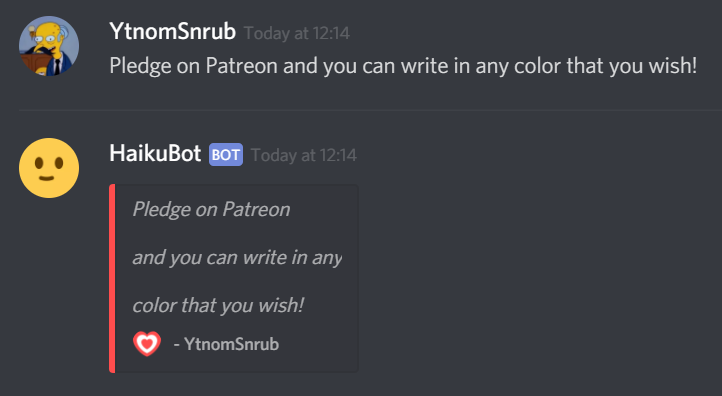 YtnomSnrub Today at 12:14
Pledge on Patreon and you can write in any color that you wish!
HaikuBot BOT Today at 12:14
Pledge on Patreon
and you can write in any
color that you wish!
- YtnomSnrub